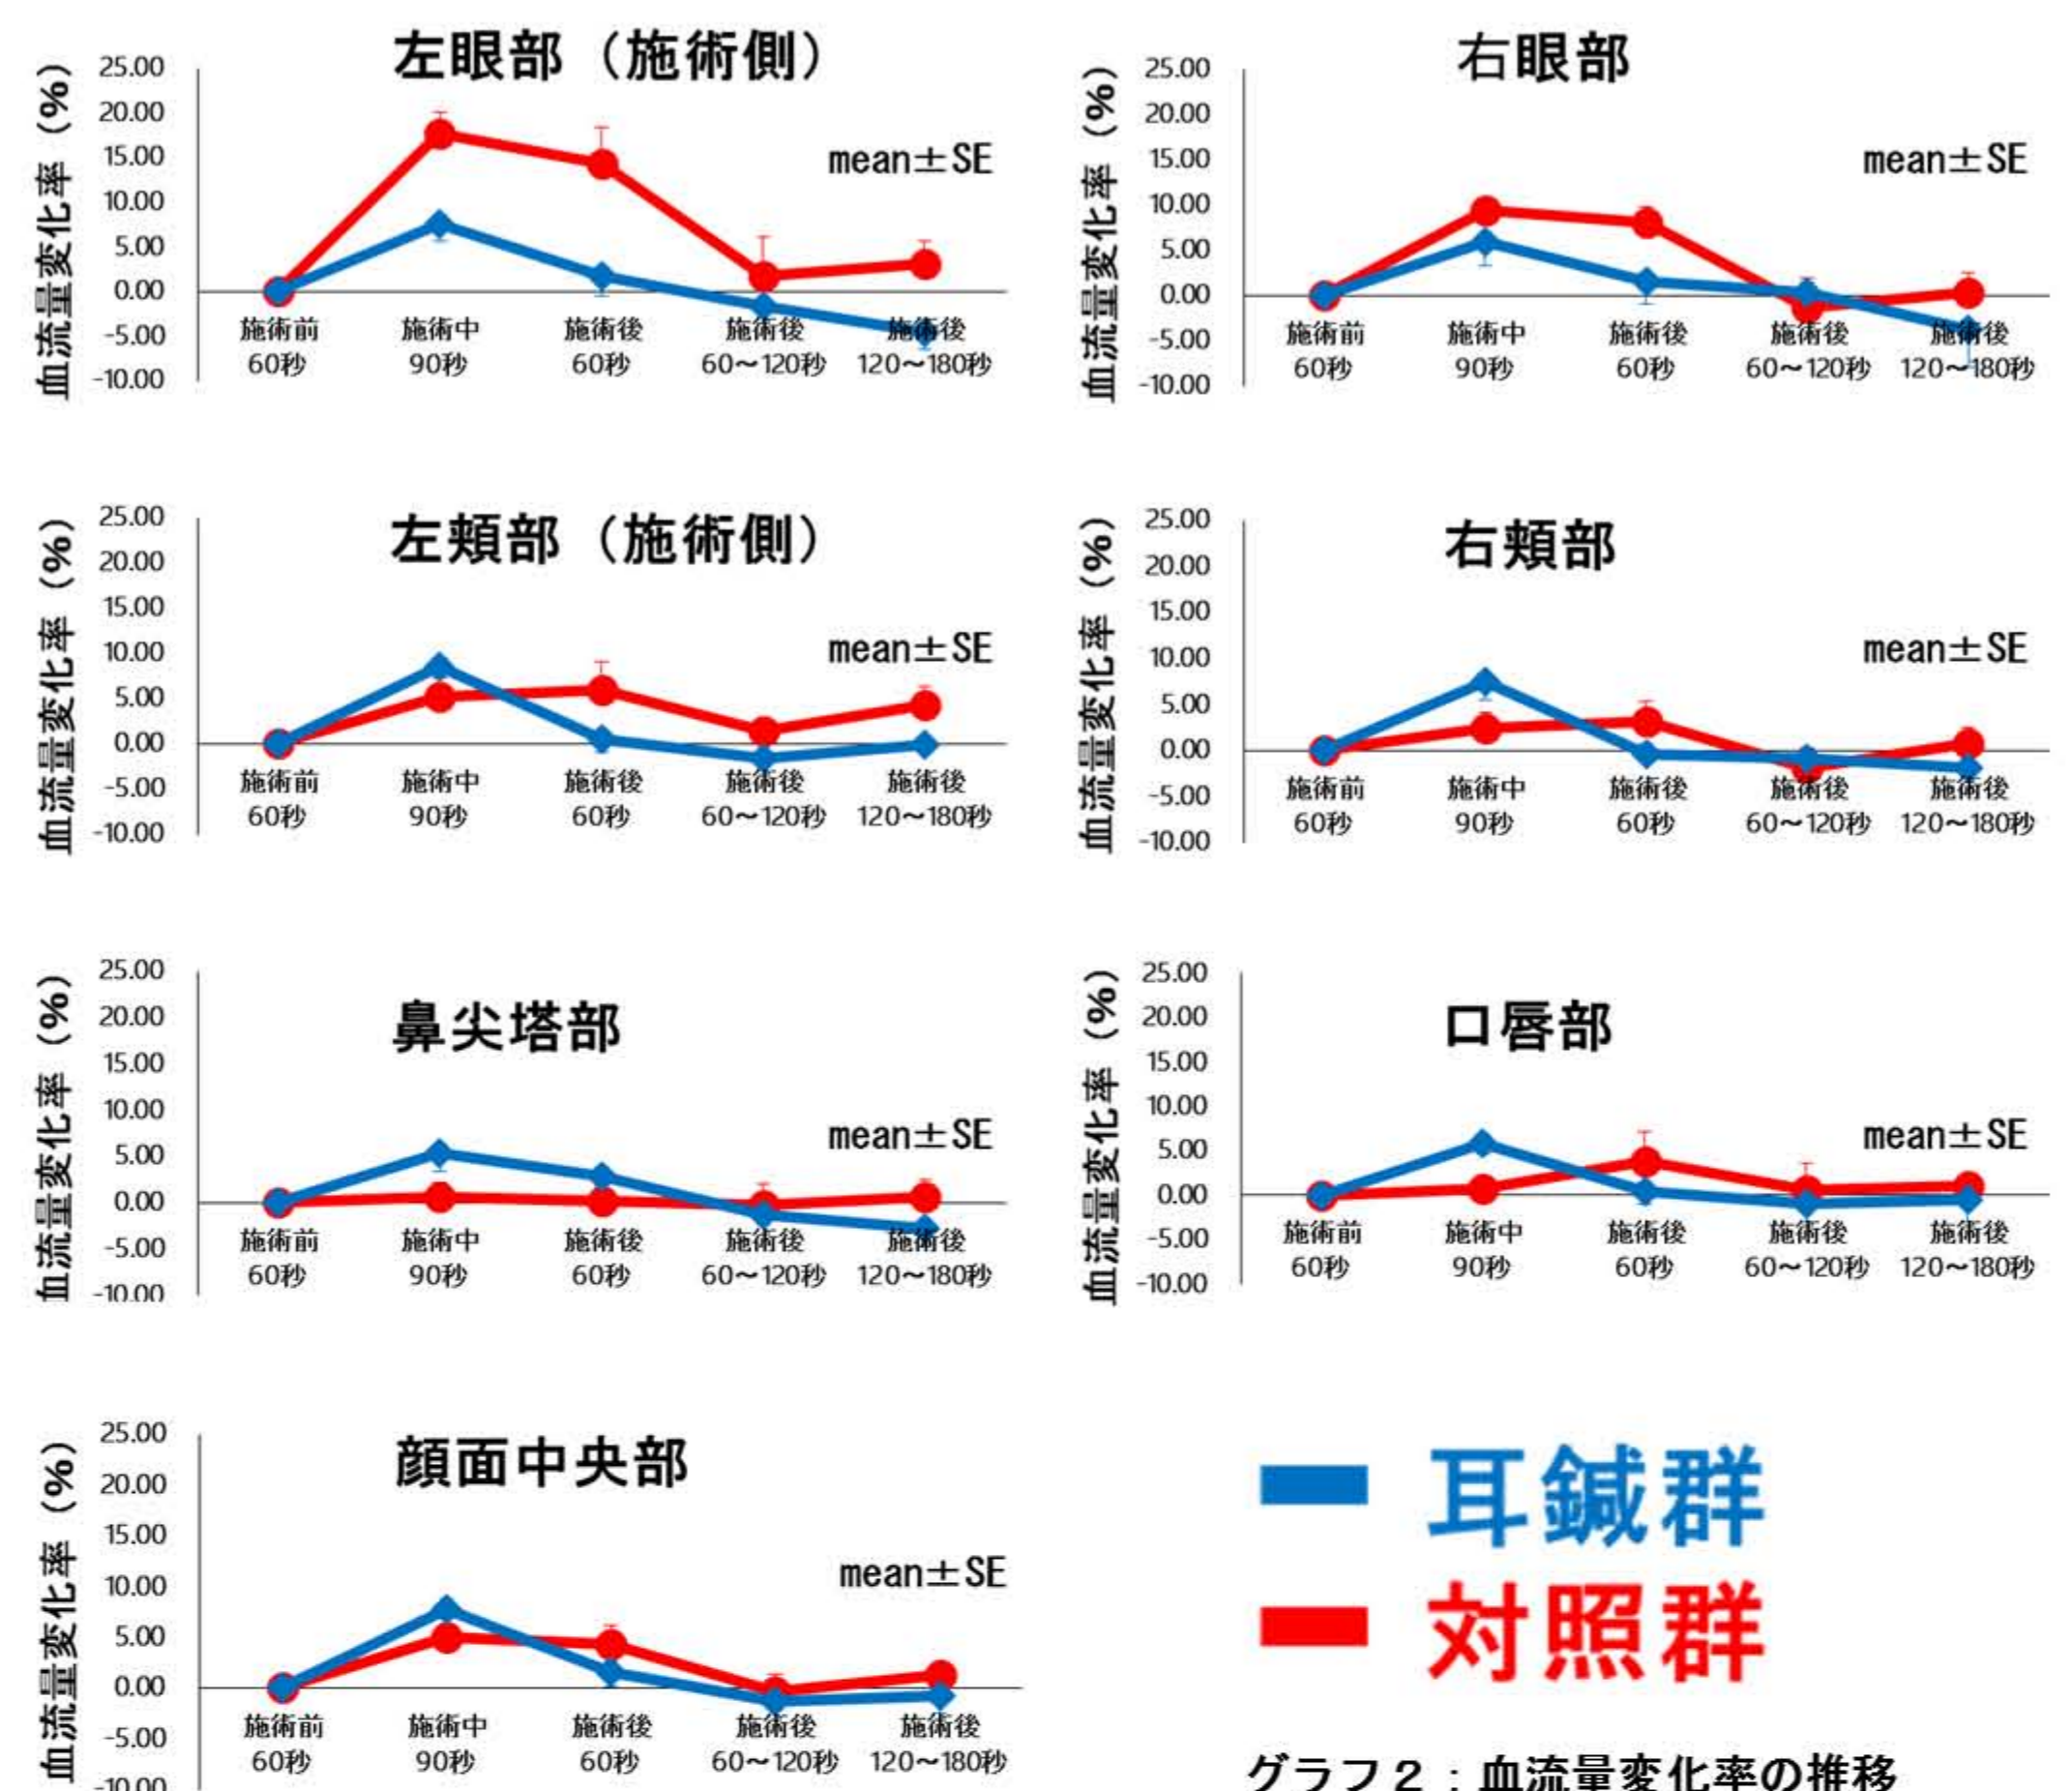 左眼部（施術側）
血流量変化率（%）
25.00
20.00
15.00
10.00
5.00
0.00
-5.00
-10.00
mean±SE
施術前 施術中 施術後 施術後 施術後
60秒 90秒 60秒 60～120秒 120～180秒
右眼部
血流量変化率（%）
25.00
20.00
15.00
10.00
5.00
0.00
-5.00
-10.00
mean±SE
施術前 施術中 施術後 施術後 施術後
60秒 90秒 60秒 60～120秒 120～180秒
左頬部（施術側）
血流量変化率（%）
25.00
20.00
15.00
10.00
5.00
0.00
-5.00
-10.00
mean±SE
施術前 施術中 施術後 施術後 施術後
60秒 90秒 60秒 60～120秒 120～180秒
右頬部
血流量変化率（%）
25.00
20.00
15.00
10.00
5.00
0.00
-5.00
-10.00
mean±SE
施術前 施術中 施術後 施術後 施術後
60秒 90秒 60秒 60～120秒 120～180秒
鼻尖塔部
血流量変化率（%）
25.00
20.00
15.00
10.00
5.00
0.00
-5.00
-10.00
mean±SE
施術前 施術中 施術後 施術後 施術後
60秒 90秒 60秒 60～120秒 120～180秒
口唇部
血流量変化率（%）
25.00
20.00
15.00
10.00
5.00
0.00
-5.00
-10.00
mean±SE
施術前 施術中 施術後 施術後 施術後
60秒 90秒 60秒 60～120秒 120～180秒
顔面中央部
血流量変化率（%）
25.00
20.00
15.00
10.00
5.00
0.00
-5.00
-10.00
mean±SE
施術前 施術中 施術後 施術後 施術後
60秒 90秒 60秒 60～120秒 120～180秒
耳鍼群
対照群
グラフ２：血流量変化率の推移